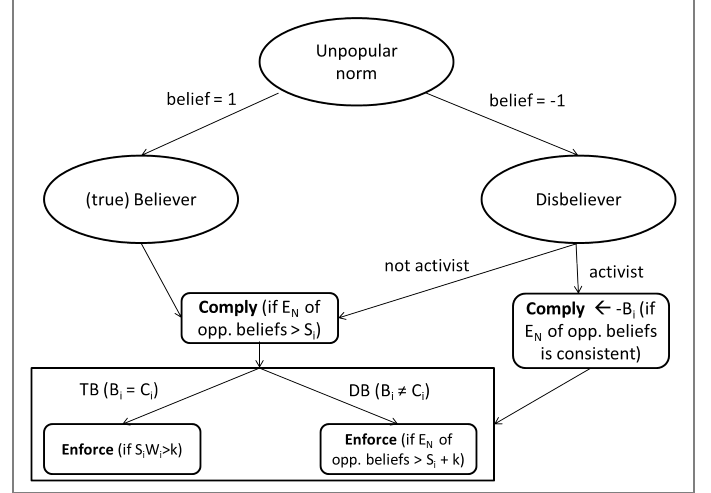 Unpopular
norm
belief = 1
belief = -1
(true) Believer
Disbeliever
not activist
activist
Comply (if E_N of
opp. beliefs > S_i)
Comply ← -B_i (if
E_N of opp. beliefs
is consistent)
TB (B_i = C_i)
DB (B_i ≠ C_i)
Enforce (if S_iW_i>k)
Enforce (if E_N of
opp. beliefs > S_i + k)